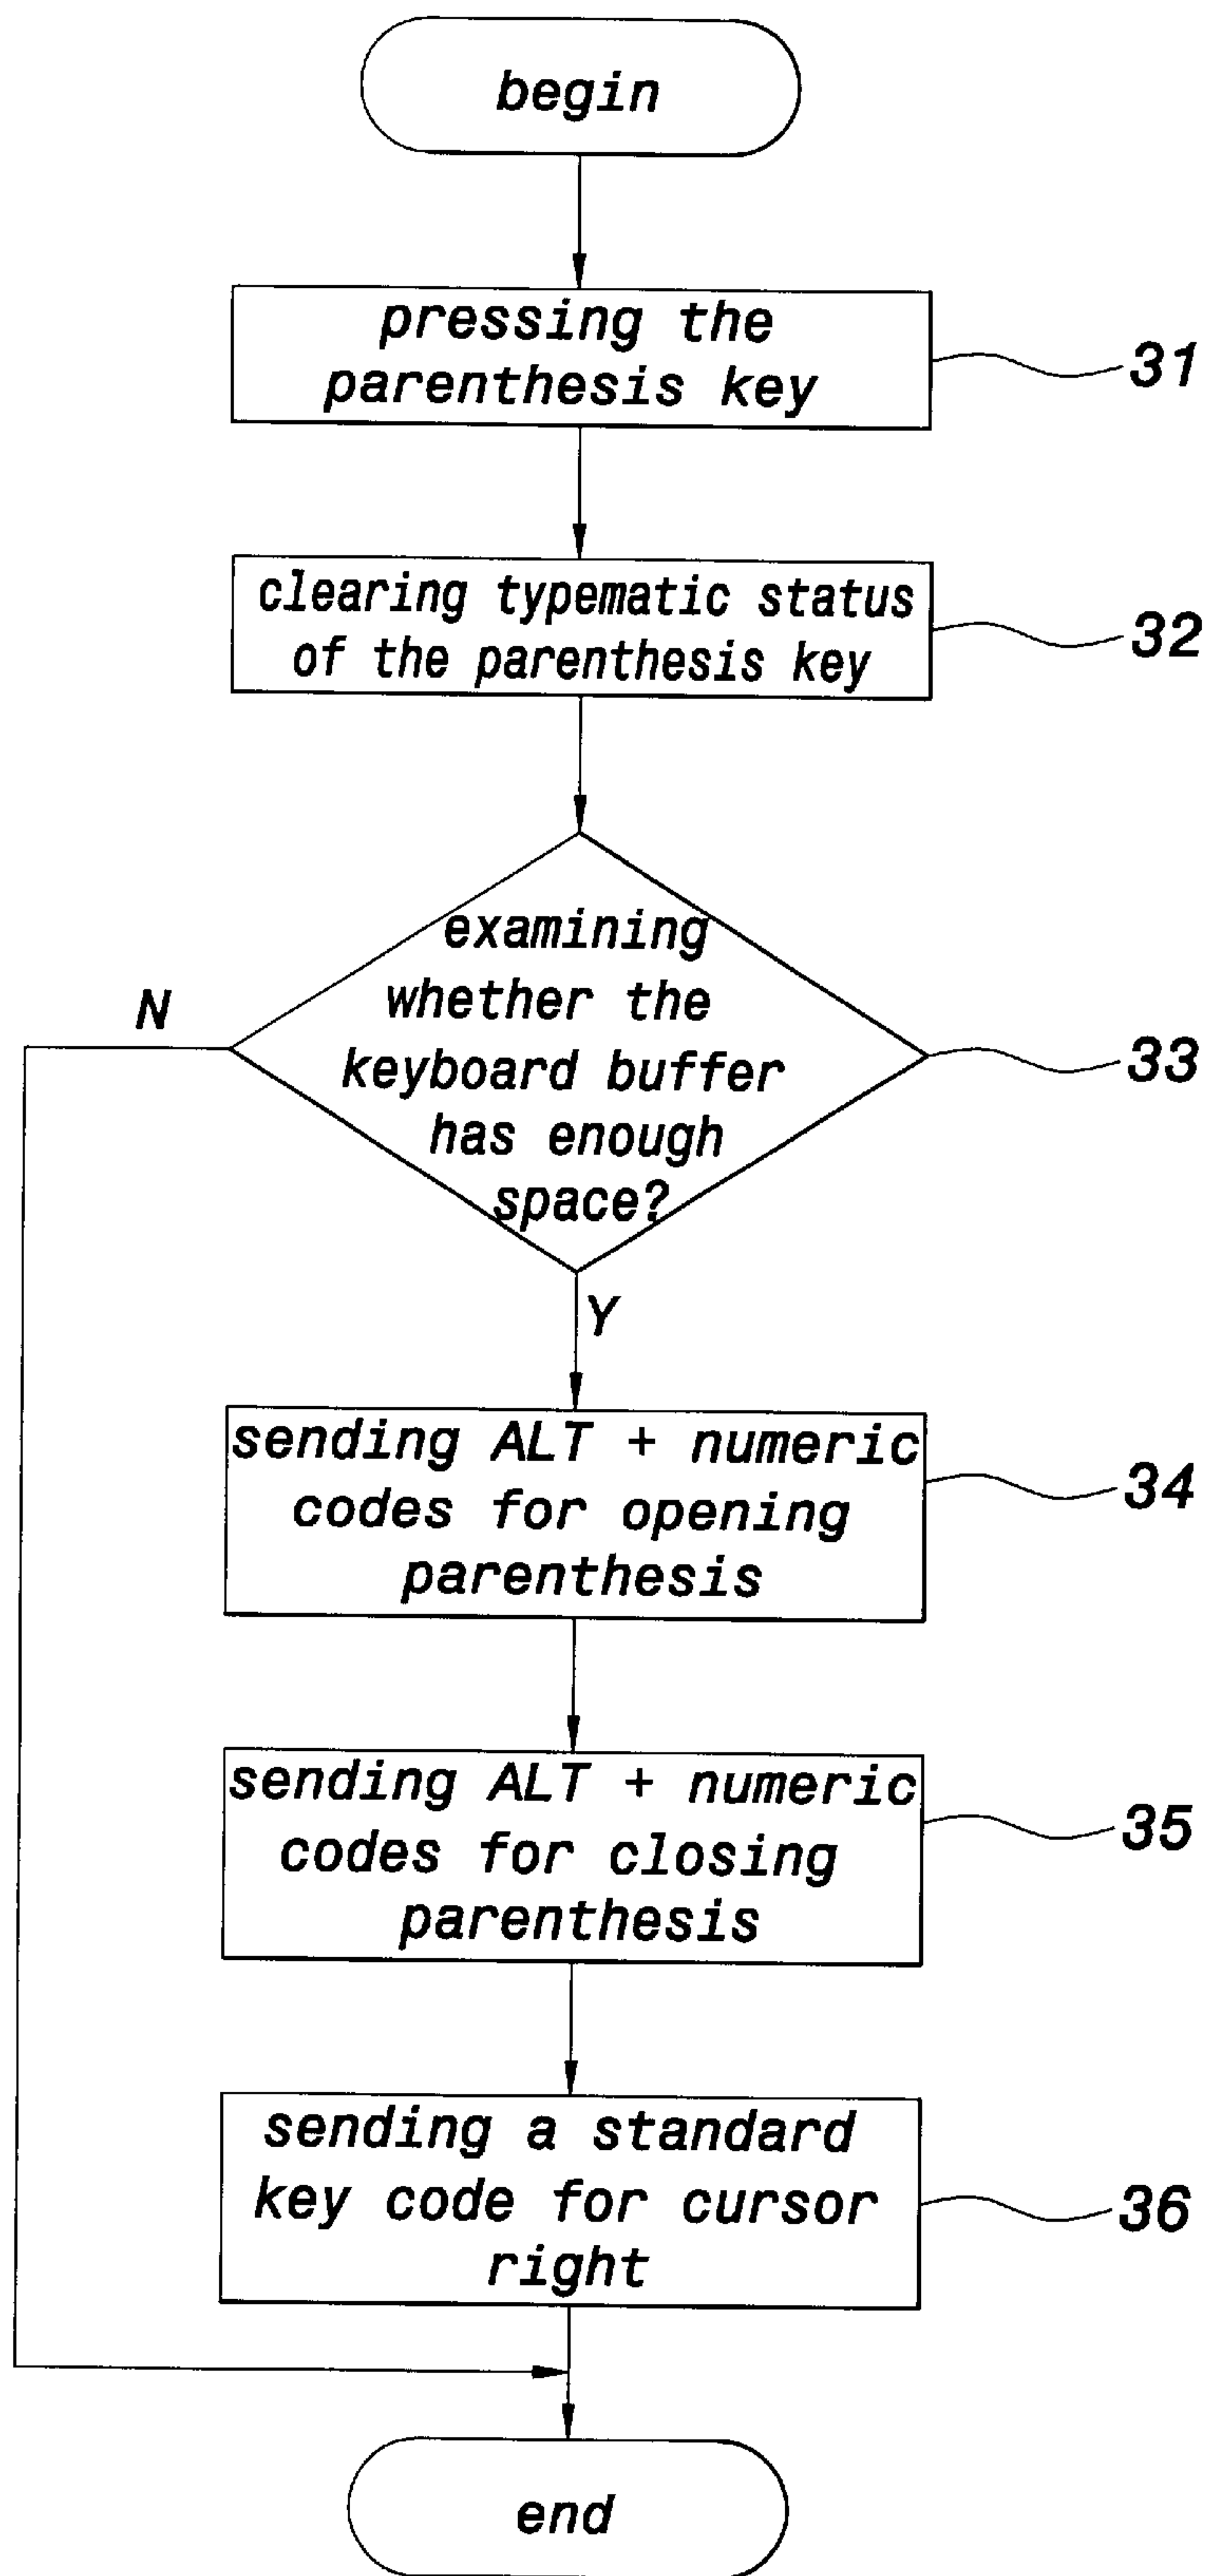 begin
pressing the
parenthesis key
31
clearing typematic status
of the parenthesis key
32
examining
whether the
keyboard buffer
has enough
space?
N
33
Y
sending ALT + numeric
codes for opening
parenthesis
34
sending ALT + numeric
codes for closing
parenthesis
35
sending a standard
key code for cursor
right
36
end